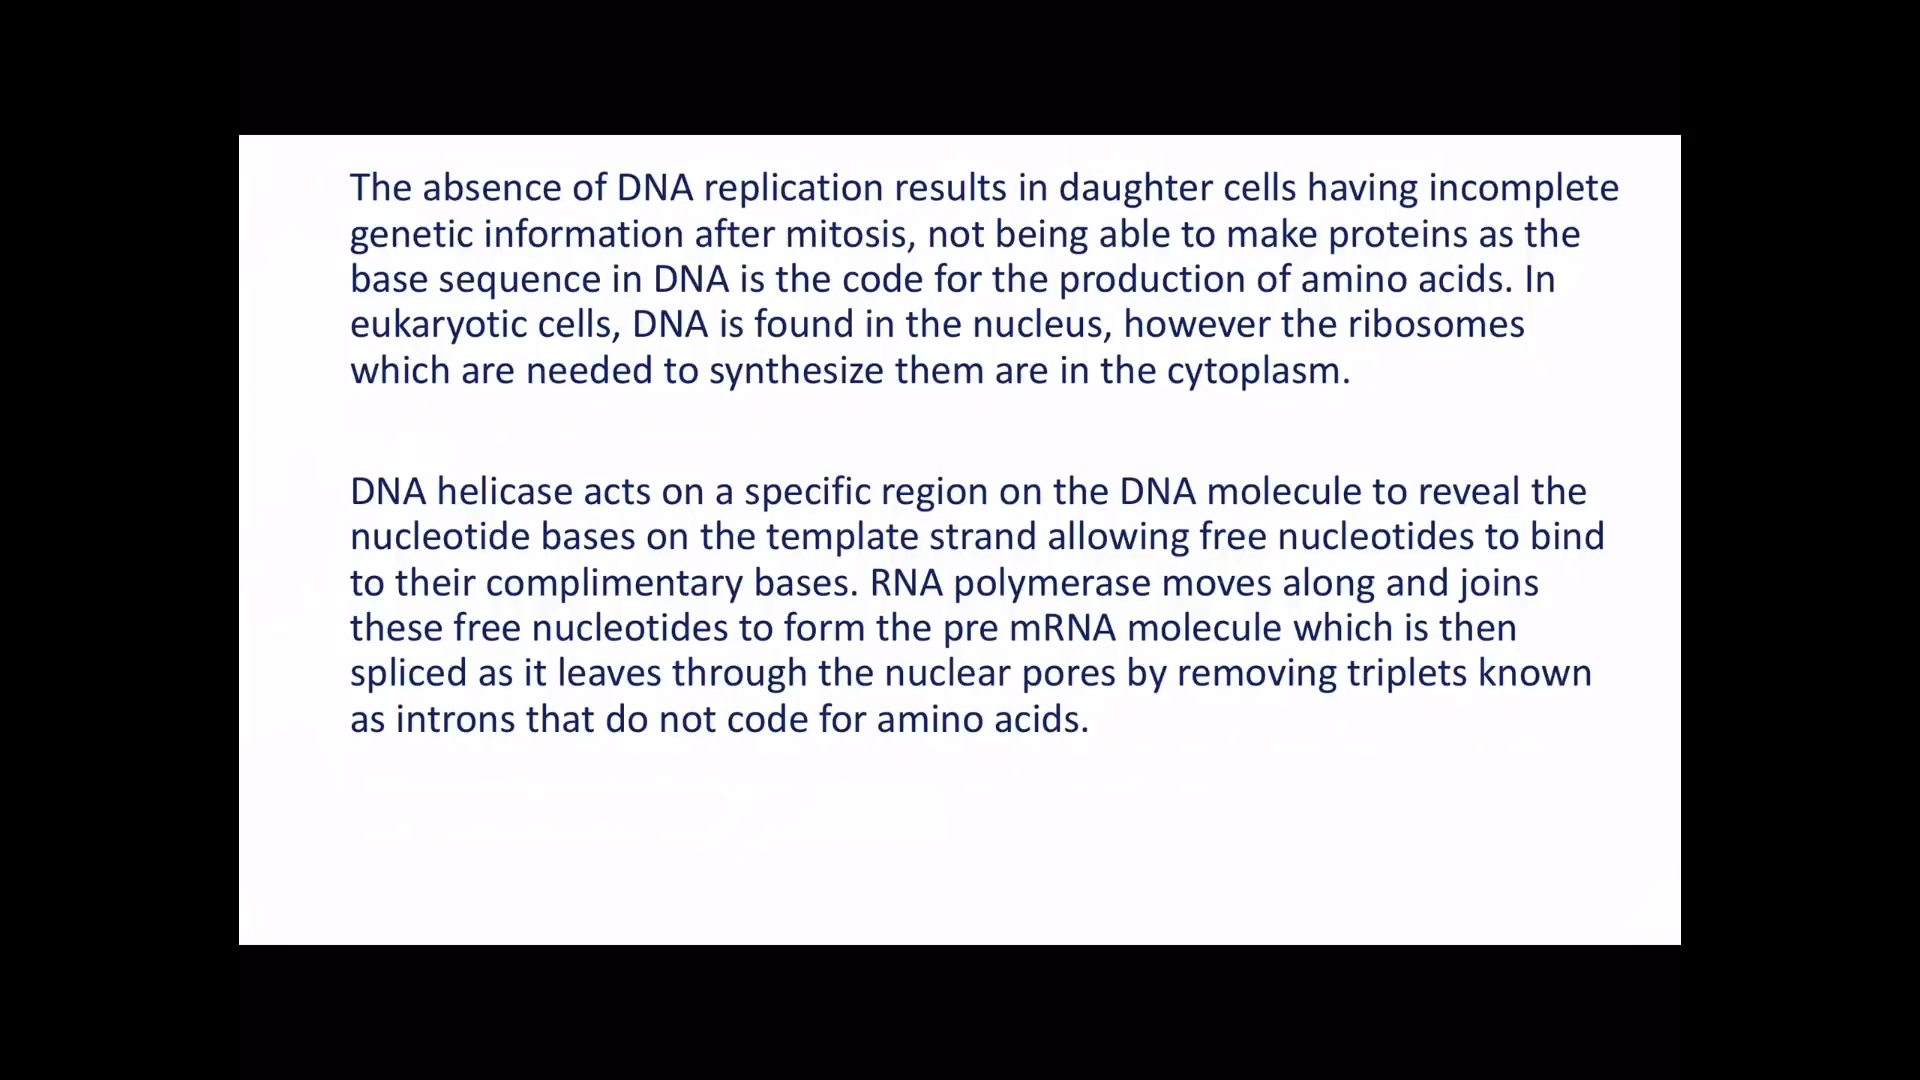 The absence of DNA replication results in daughter cells having incomplete
genetic information after mitosis, not being able to make proteins as the
base sequence in DNA is the code for the production of amino acids. In
eukaryotic cells, DNA is found in the nucleus, however the ribosomes
which are needed to synthesize them are in the cytoplasm.
DNA helicase acts on a specific region on the DNA molecule to reveal the
nucleotide bases on the template strand allowing free nucleotides to bind
to their complimentary bases. RNA polymerase moves along and joins
these free nucleotides to form the pre mRNA molecule which is then
spliced as it leaves through the nuclear pores by removing triplets known
as introns that do not code for amino acids.